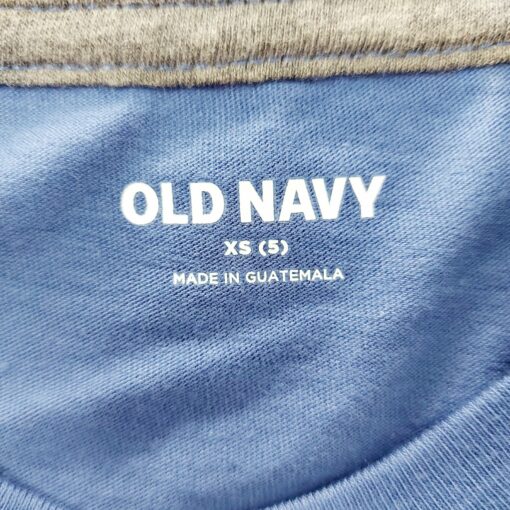 OLD NAVY
XS (5)
MADE IN GUATEMALA